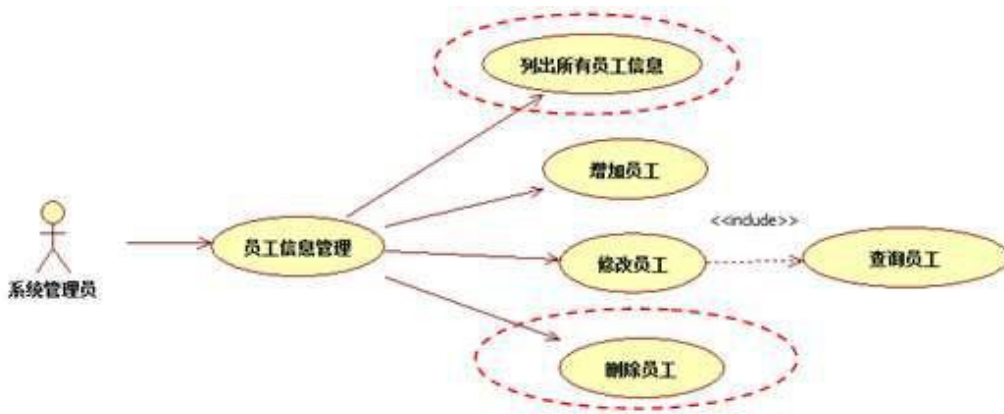 列出所有员工信息
增加员工
<<include>>
员工信息管理
修改员工
查询员工
系统管理员
删除员工